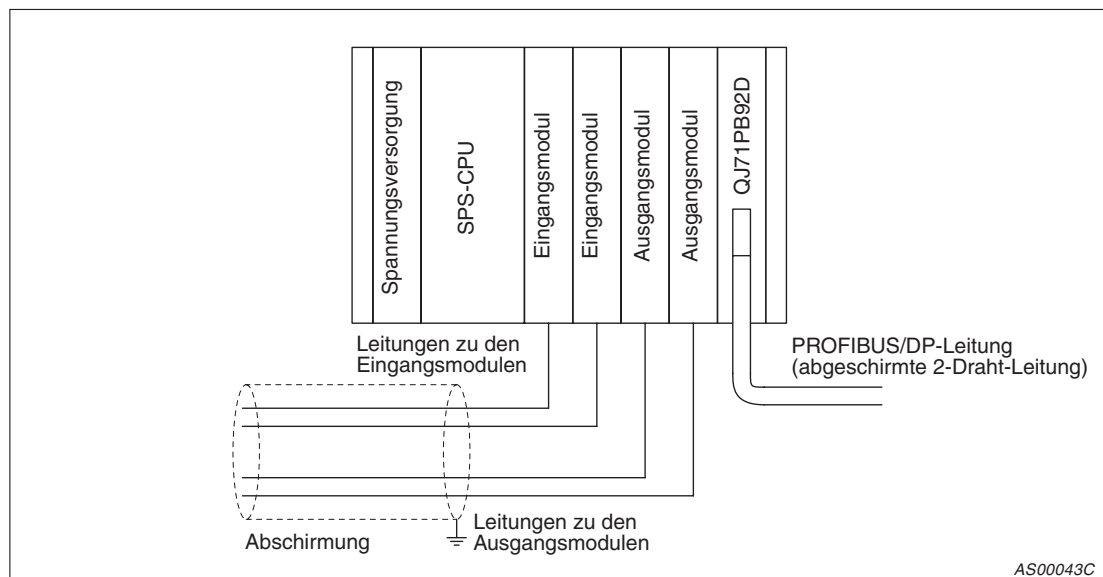 Spannungsversorgung
SPS-CPU
Eingangsmodul
Eingangsmodul
Ausgangsmodul
Ausgangsmodul
QJ71PB92D
Leitungen zu den
Eingangsmodulen
PROFIBUS/DP-Leitung
(abgeschirmte 2-Draht-Leitung)
Abschirmung
Leitungen zu den
Ausgangsmodulen
AS00043C